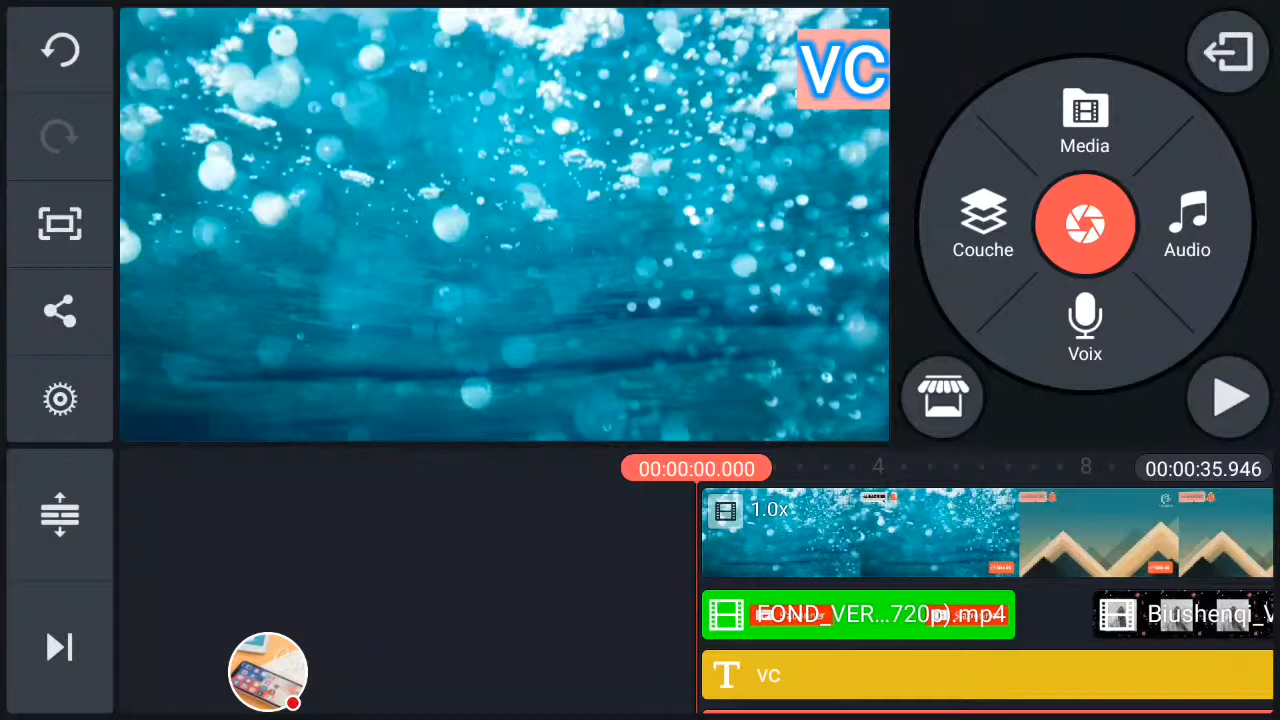 VC
Media
Couche
Audio
Voix
00:00:00.000
4
8
00:00:35.946
1.0x
FOND_VER...720p).mp4
Biushenqi_V
T VC